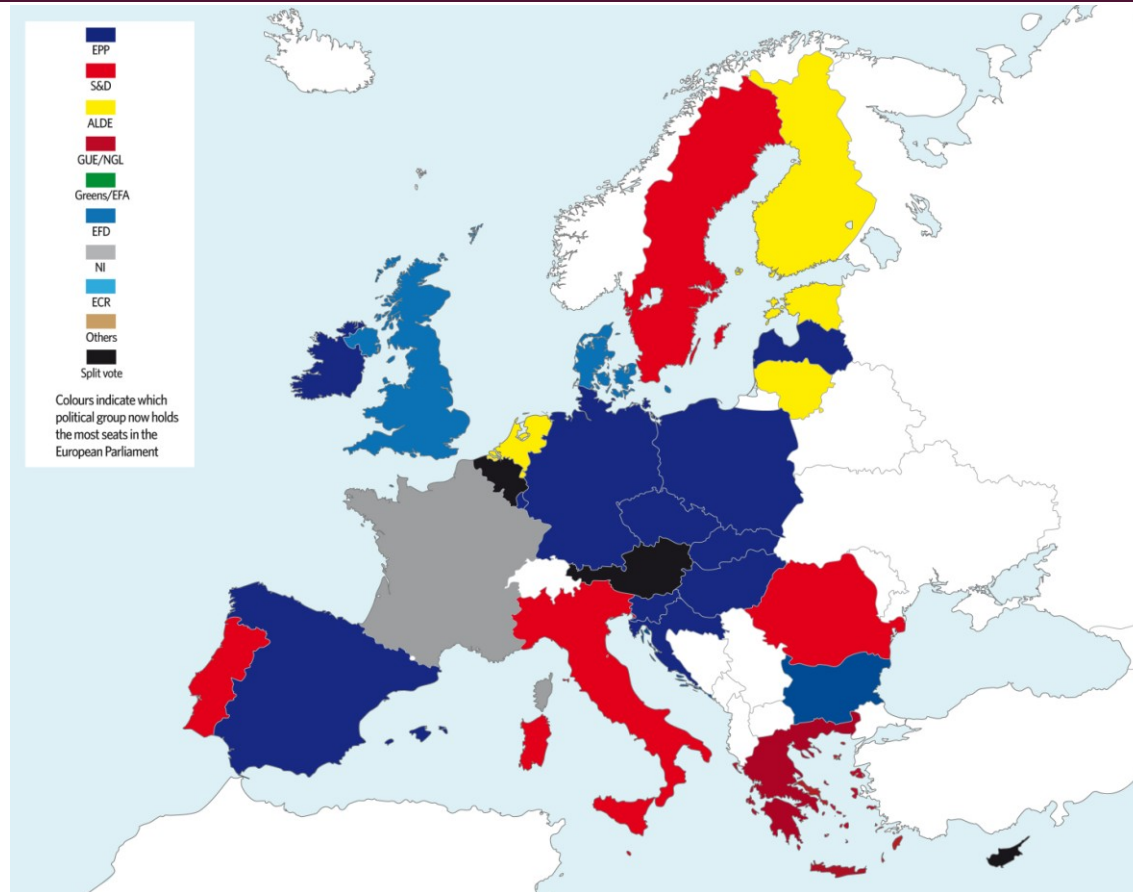 EPP
S&D
ALDE
GUE/NGL
Greens/EFA
EFD
NI
ECR
Others
Split vote
Colours indicate which
political group now holds
the most seats in the
European Parliament